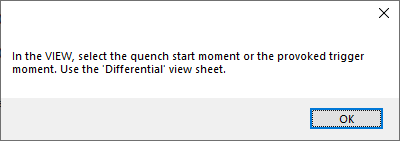 In the VIEW, select the quench start moment or the provoked trigger
moment. Use the 'Differential' view sheet.
OK